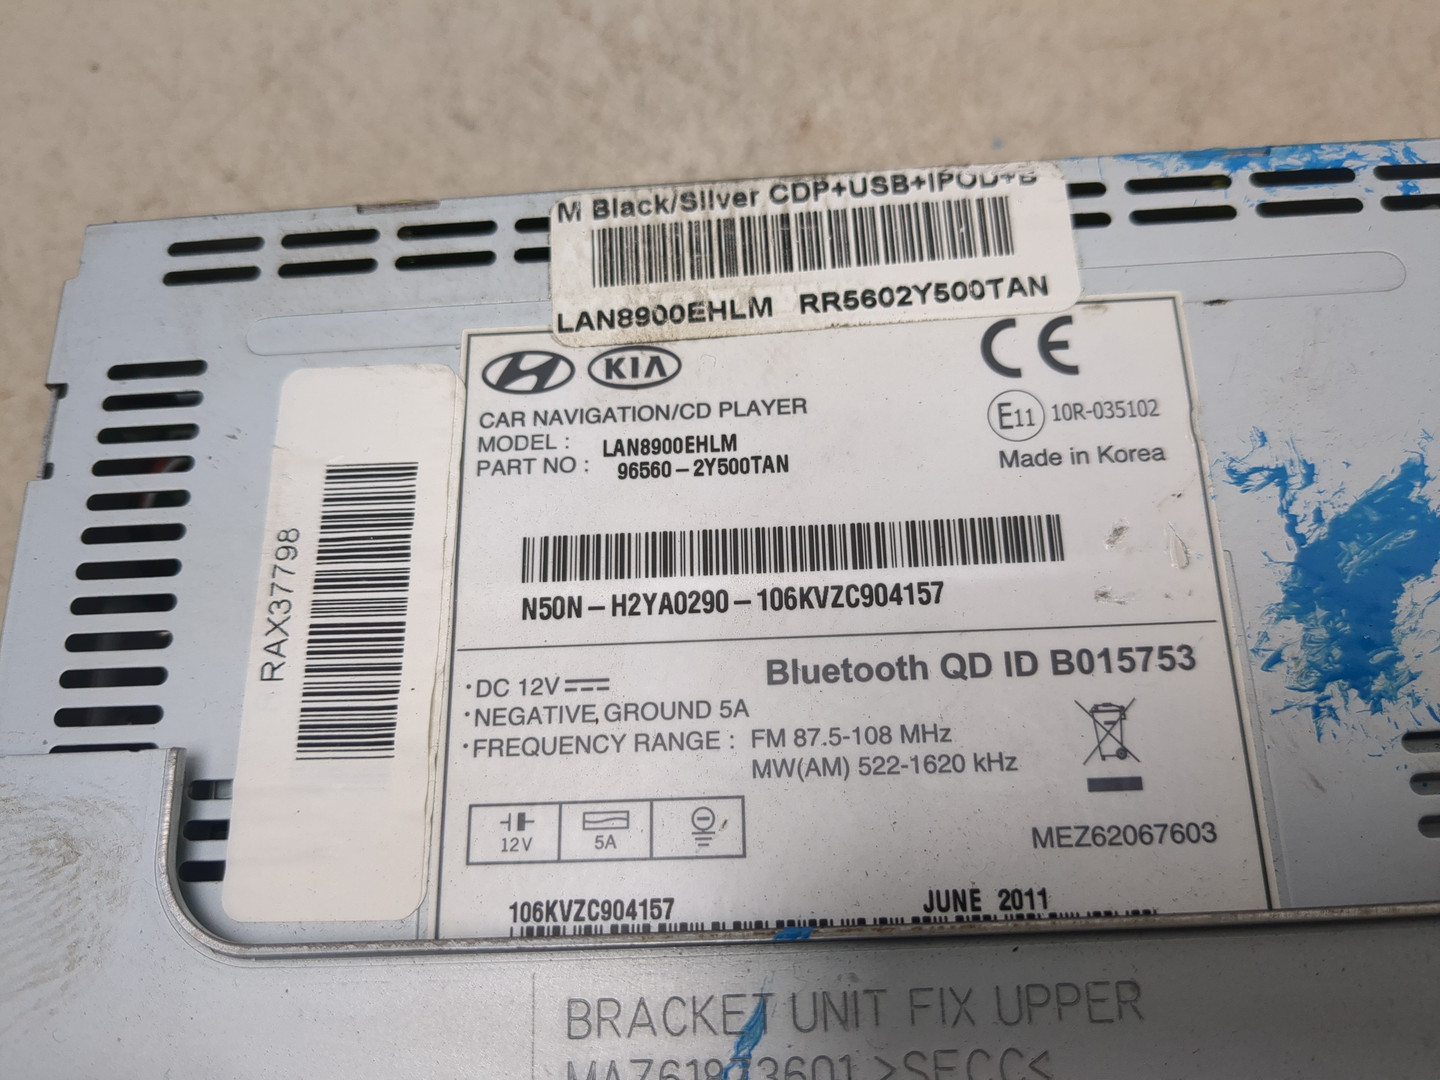 M Black/Silver CDP+USB+IPOD+B
LAN8900EHLM RR5602Y500TAN
KIA
CE
CAR NAVIGATION/CD PLAYER
MODEL : LAN8900EHLM
PART NO : 96560-2Y500TAN
E11 10R-035102
Made in Korea
RAX37798
N50N-H2YA0290-106KVZC904157
Bluetooth QD ID B015753
·DC 12V
·NEGATIVE GROUND 5A
·FREQUENCY RANGE : FM 87.5-108 MHz
MW(AM) 522-1620 kHz
12V 5A
MEZ62067603
106KVZC904157 JUNE 2011
BRACKET UNIT FIX UPPER
>SECC<